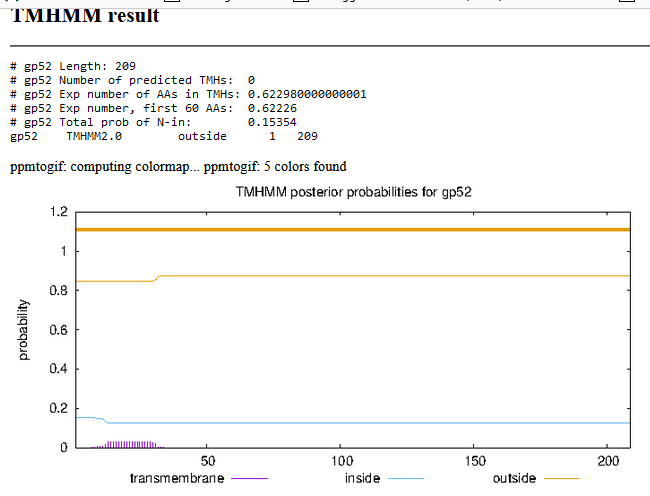 TMHMM result
# gp52 Length: 209
# gp52 Number of predicted TMHs:  0
# gp52 Exp number of AAs in TMHs: 0.622980000000001
# gp52 Exp number, first 60 AAs:  0.62226
# gp52 Total prob of N-in:        0.15354
gp52    TMHMM2.0        outside      1   209
ppmtogif: computing colormap... ppmtogif: 5 colors found
TMHMM posterior probabilities for gp52
1.2
1
0.8
0.6
0.4
0.2
0
probability
50 100 150 200
transmembrane inside outside